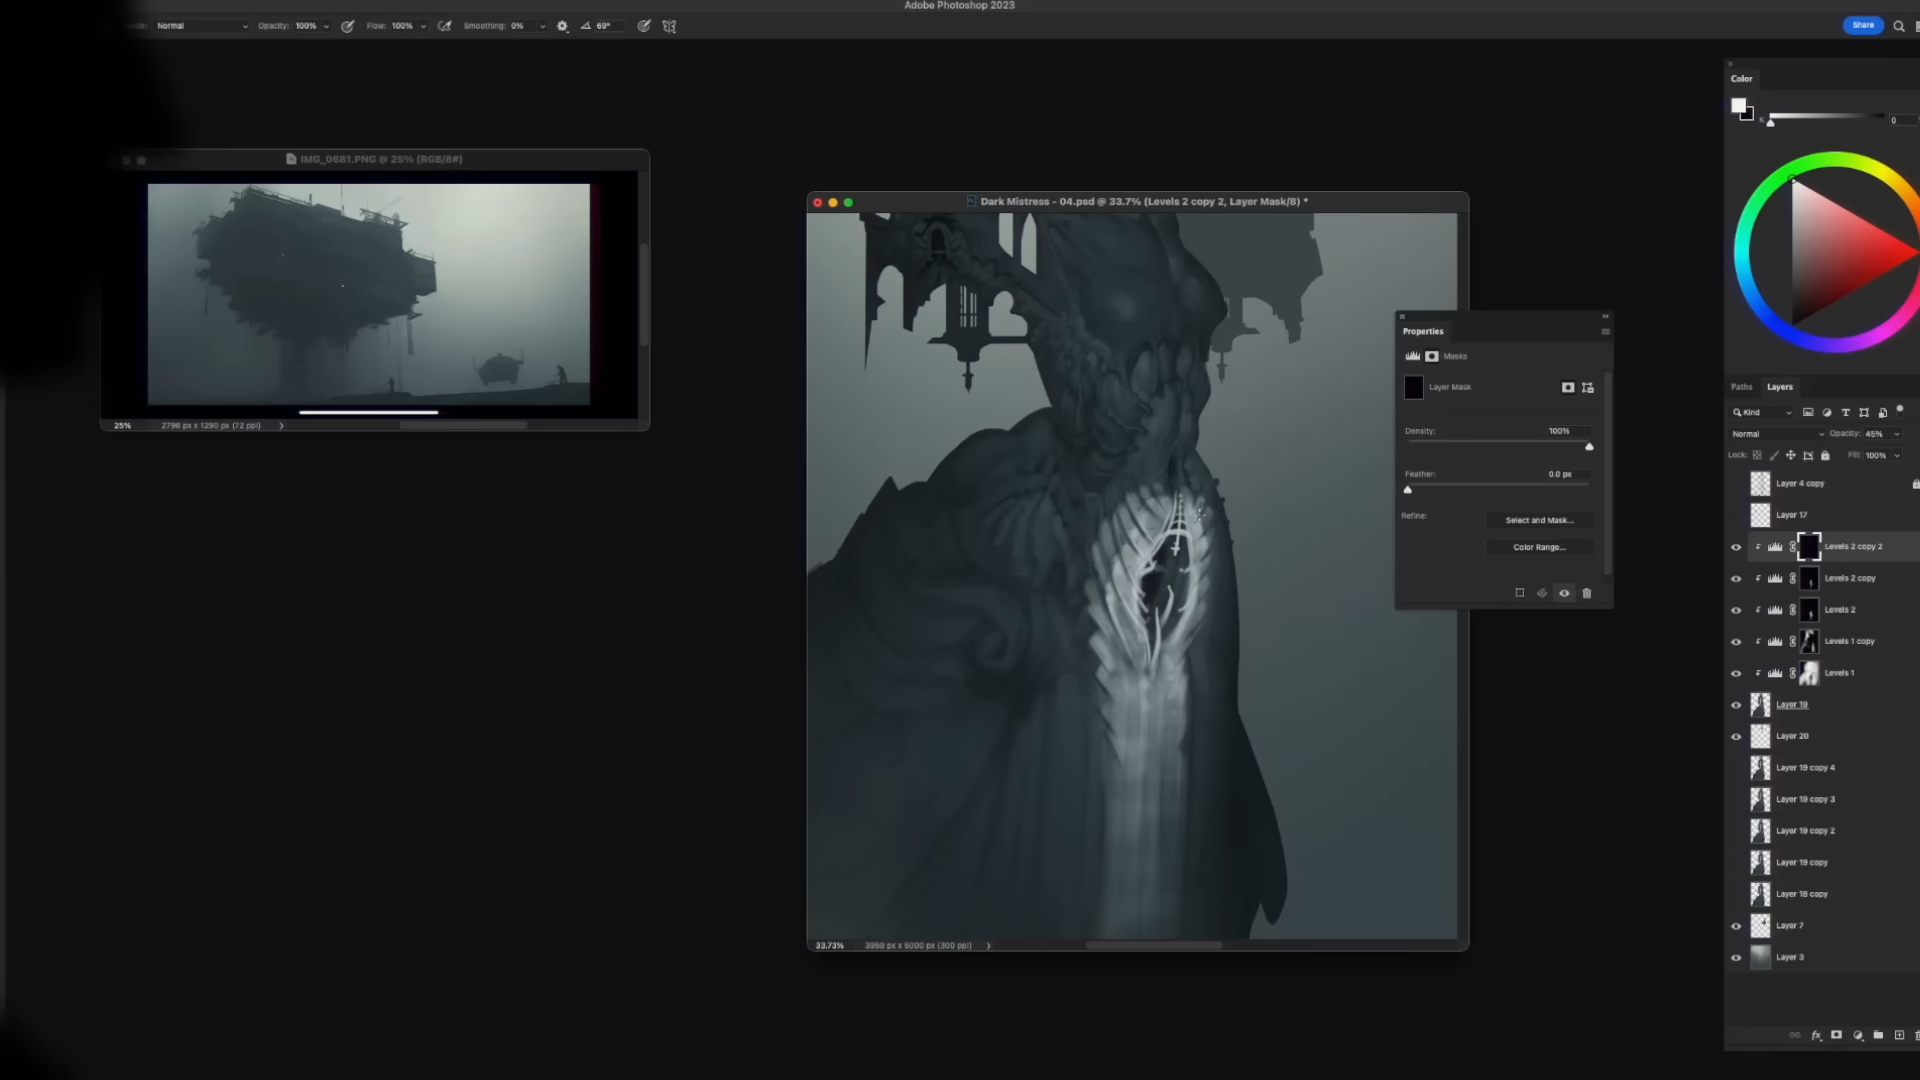 Adobe Photoshop 2023
Normal Opacity: 100% Flow: 100% Smoothing: 0% 69°
Share
IMG_0681.PNG @ 25% (RGB/8#)
25% 2796 px x 1290 px (72 ppi)
Dark Mistress - 04.psd @ 33.7% (Levels 2 copy 2, Layer Mask/8) *
33.73% 3959 px x 5000 px (300 ppi)
Properties
Masks
Layer Mask
Density: 100%
Feather: 0.0 px
Refine: Select and Mask...
Color Range...
Color
K 0
Paths Layers
Kind
Normal Opacity: 45%
Lock: Fill: 100%
Layer 4 copy
Layer 17
Levels 2 copy 2
Levels 2 copy
Levels 2
Levels 1 copy
Levels 1
Layer 19
Layer 20
Layer 19 copy 4
Layer 19 copy 3
Layer 19 copy 2
Layer 19 copy
Layer 18 copy
Layer 7
Layer 3
fx